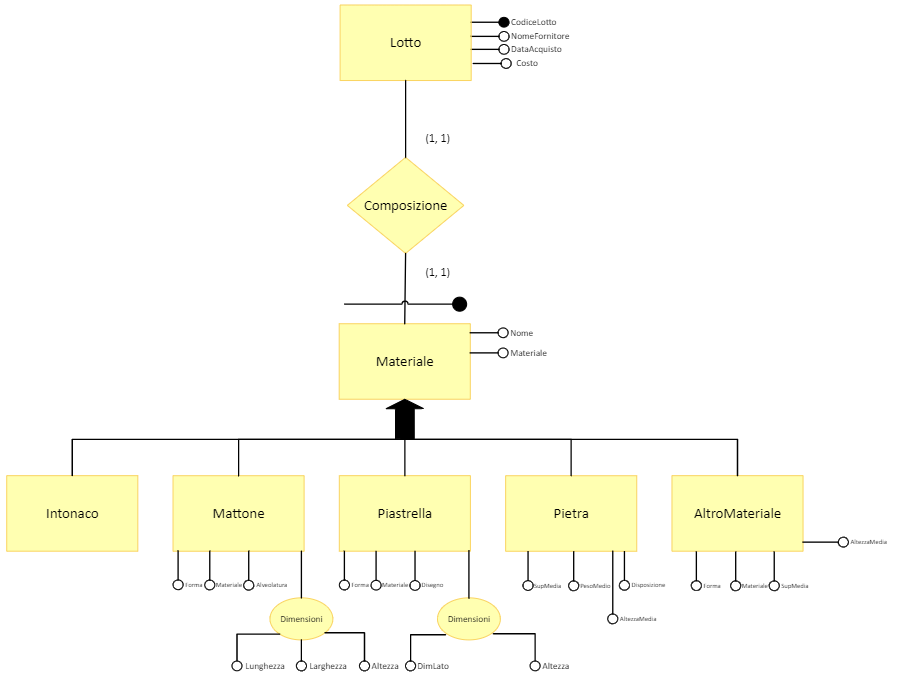 Lotto
CodiceLotto
NomeFornitore
DataAcquisto
Costo
(1, 1)
Composizione
(1, 1)
Materiale
Nome
Materiale
Intonaco
Mattone
Piastrella
Pietra
AltroMateriale
AltezzaMedia
Forma
Materiale
Alveolatura
Forma
Materiale
Disegno
SupMedia
PesoMedio
Disposizione
Forma
Materiale
SupMedia
Dimensioni
Dimensioni
AltezzaMedia
Lunghezza
Larghezza
Altezza
DimLato
Altezza